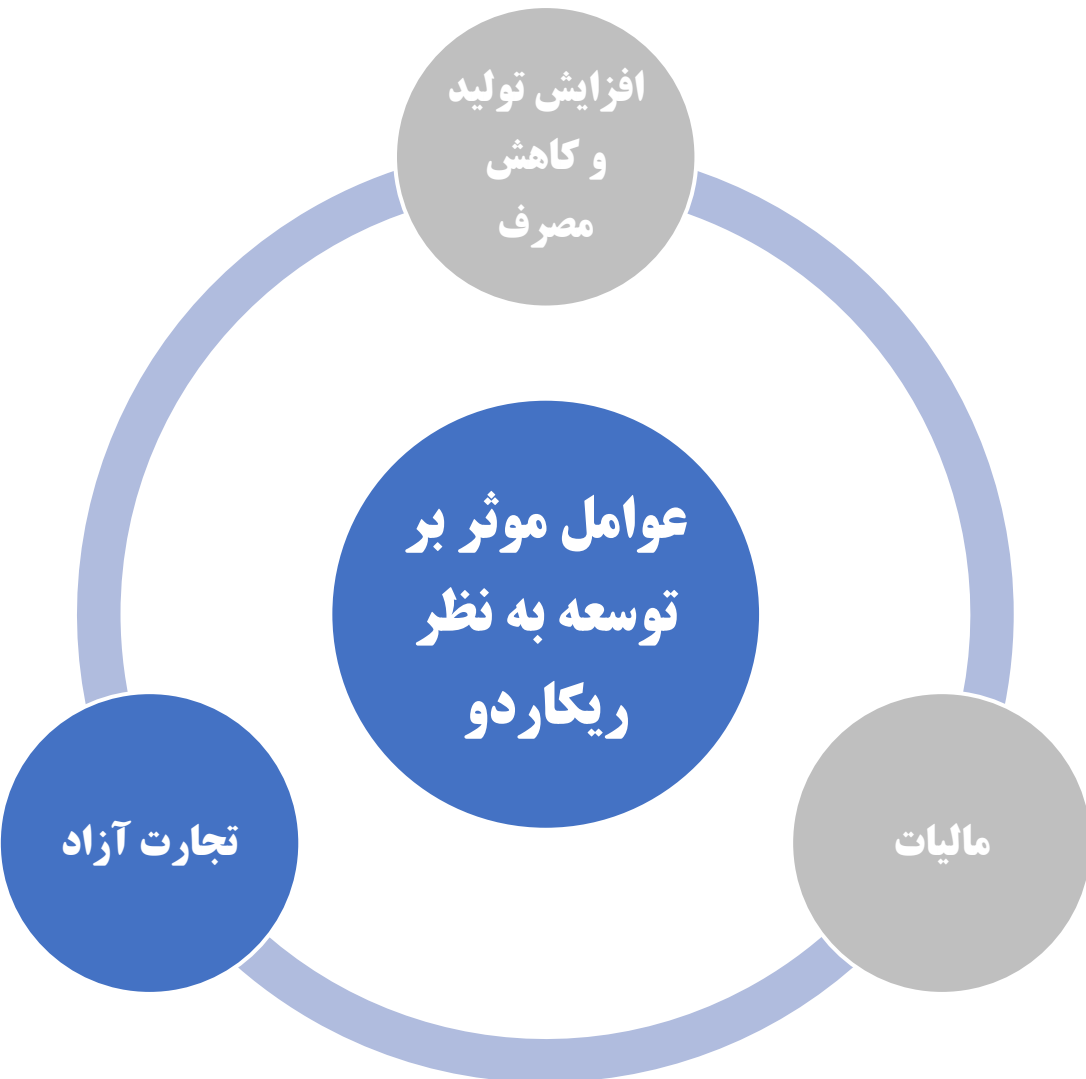 افزایش تولید
و کاهش
مصرف
عوامل موثر بر
توسعه به نظر
ریکاردو
مالیات
تجارت آزاد